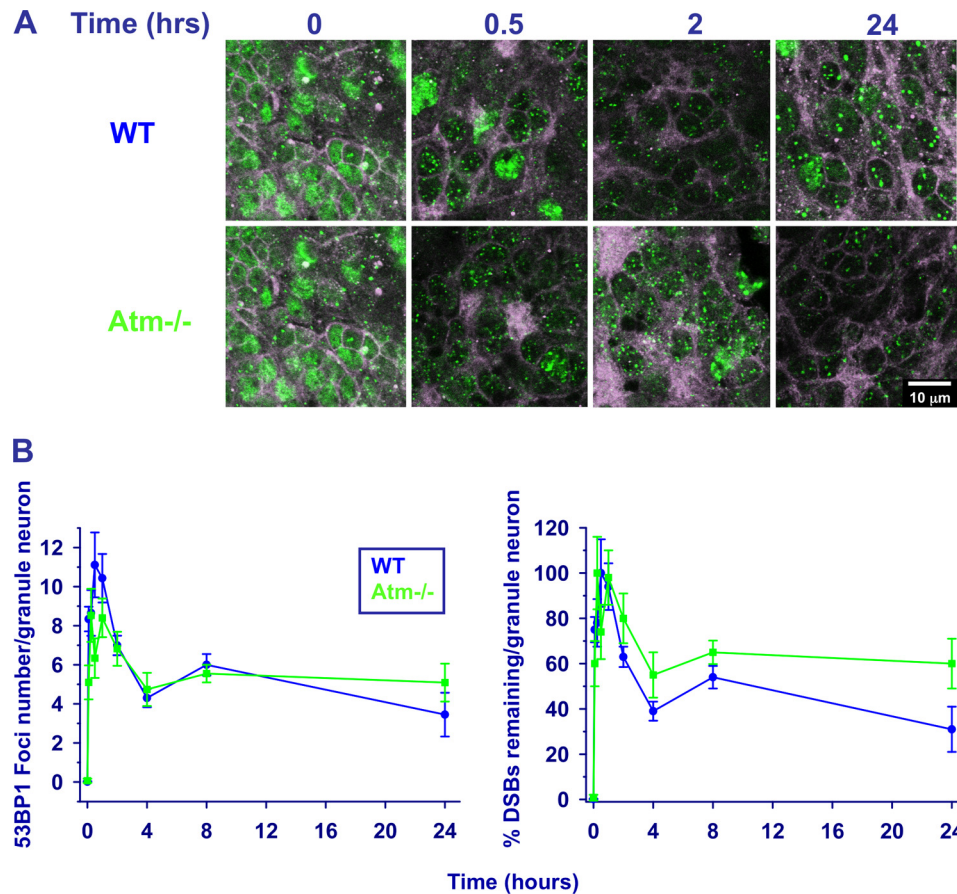 A Time (hrs) 0 0.5 2 24
WT
Atm-/-
10 μm
B
53BP1 Foci number/granule neuron
12
10
8
6
4
2
0
0 4 8 12 16 20 24
WT
Atm-/-
% DSBs remaining/granule neuron
120
100
80
60
40
20
0
0 4 8 12 16 20 24
Time (hours)